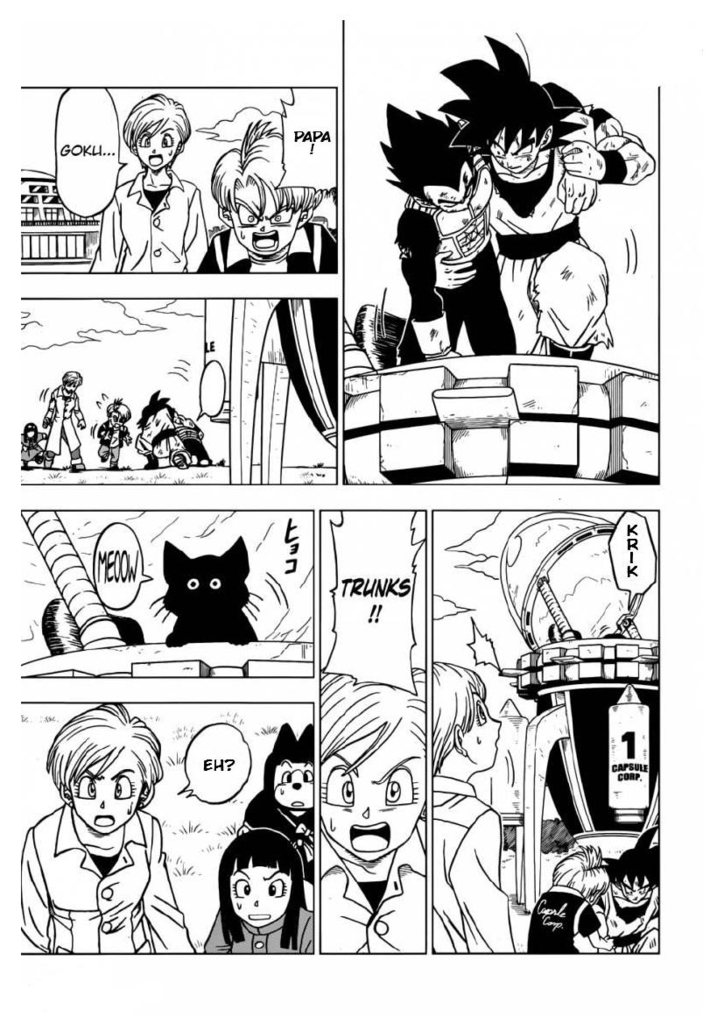 PAPA
!
GOKU...
LE
KRIK
1
CAPSULE
CORP.
Capsule
Corp.
TRUNKS
!!
ヒョコ
MEOOW
EH?